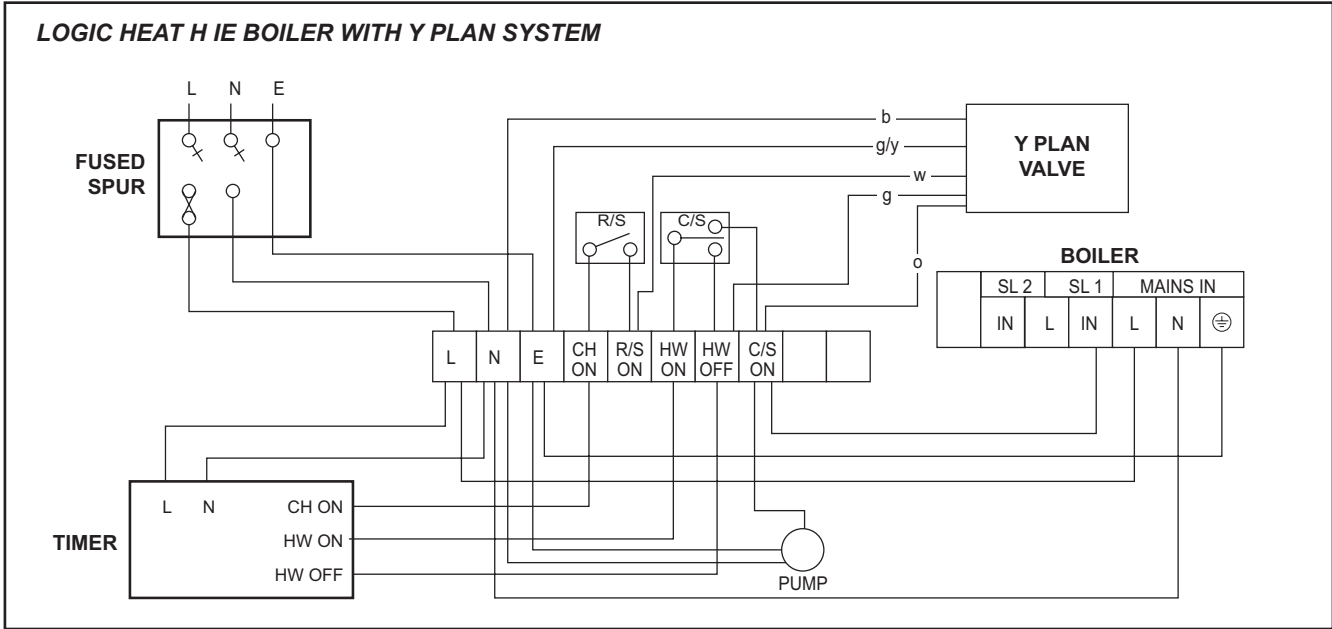 LOGIC HEAT H IE BOILER WITH Y PLAN SYSTEM
L N E
FUSED
SPUR
b
g/y
w
g
o
Y PLAN
VALVE
R/S
C/S
BOILER
SL 2 SL 1 MAINS IN
IN L IN L N
L N E CH ON R/S ON HW ON HW OFF C/S ON
TIMER
L N CH ON
HW ON
HW OFF
PUMP